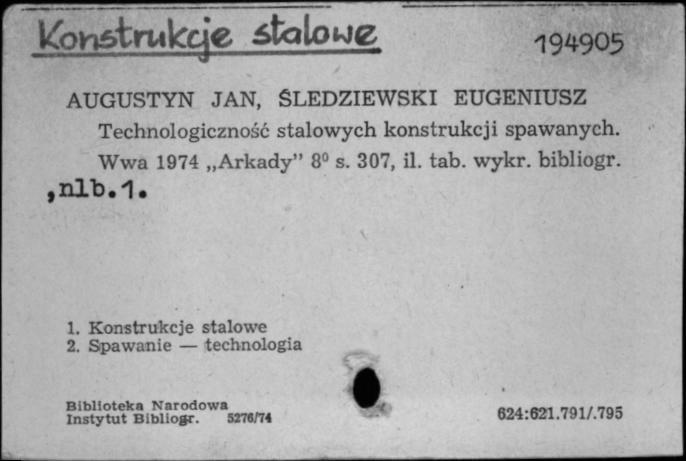 Konstrukcje stalowe
194905
AUGUSTYN JAN, ŚLEDZIEWSKI EUGENIUSZ
Technologiczność stalowych konstrukcji spawanych.
Wwa 1974 „Arkady” 8⁰ s. 307, il. tab. wykr. bibliogr.
,nlb.1.
1. Konstrukcje stalowe
2. Spawanie — technologia
Biblioteka Narodowa
Instytut Bibliogr. 5276/74
624:621.791/.795